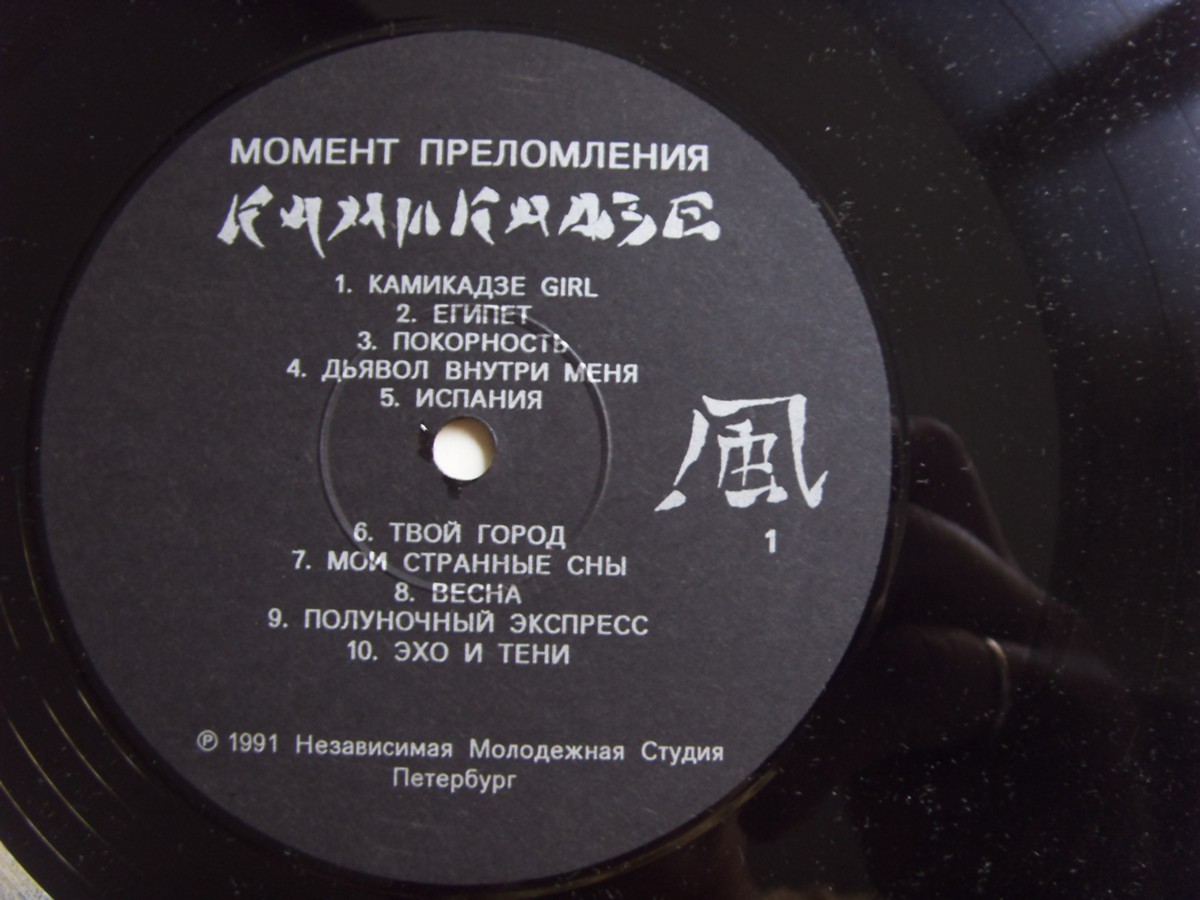 МОМЕНТ ПРЕЛОМЛЕНИЯ
КАМИКАДЗЕ
1. КАМИКАДЗЕ GIRL
2. ЕГИПЕТ
3. ПОКОРНОСТЬ
4. ДЬЯВОЛ ВНУТРИ МЕНЯ
5. ИСПАНИЯ
風
1
6. ТВОЙ ГОРОД
7. МОИ СТРАННЫЕ СНЫ
8. ВЕСНА
9. ПОЛУНОЧНЫЙ ЭКСПРЕСС
10. ЭХО И ТЕНИ
℗ 1991 Независимая Молодежная Студия
Петербург